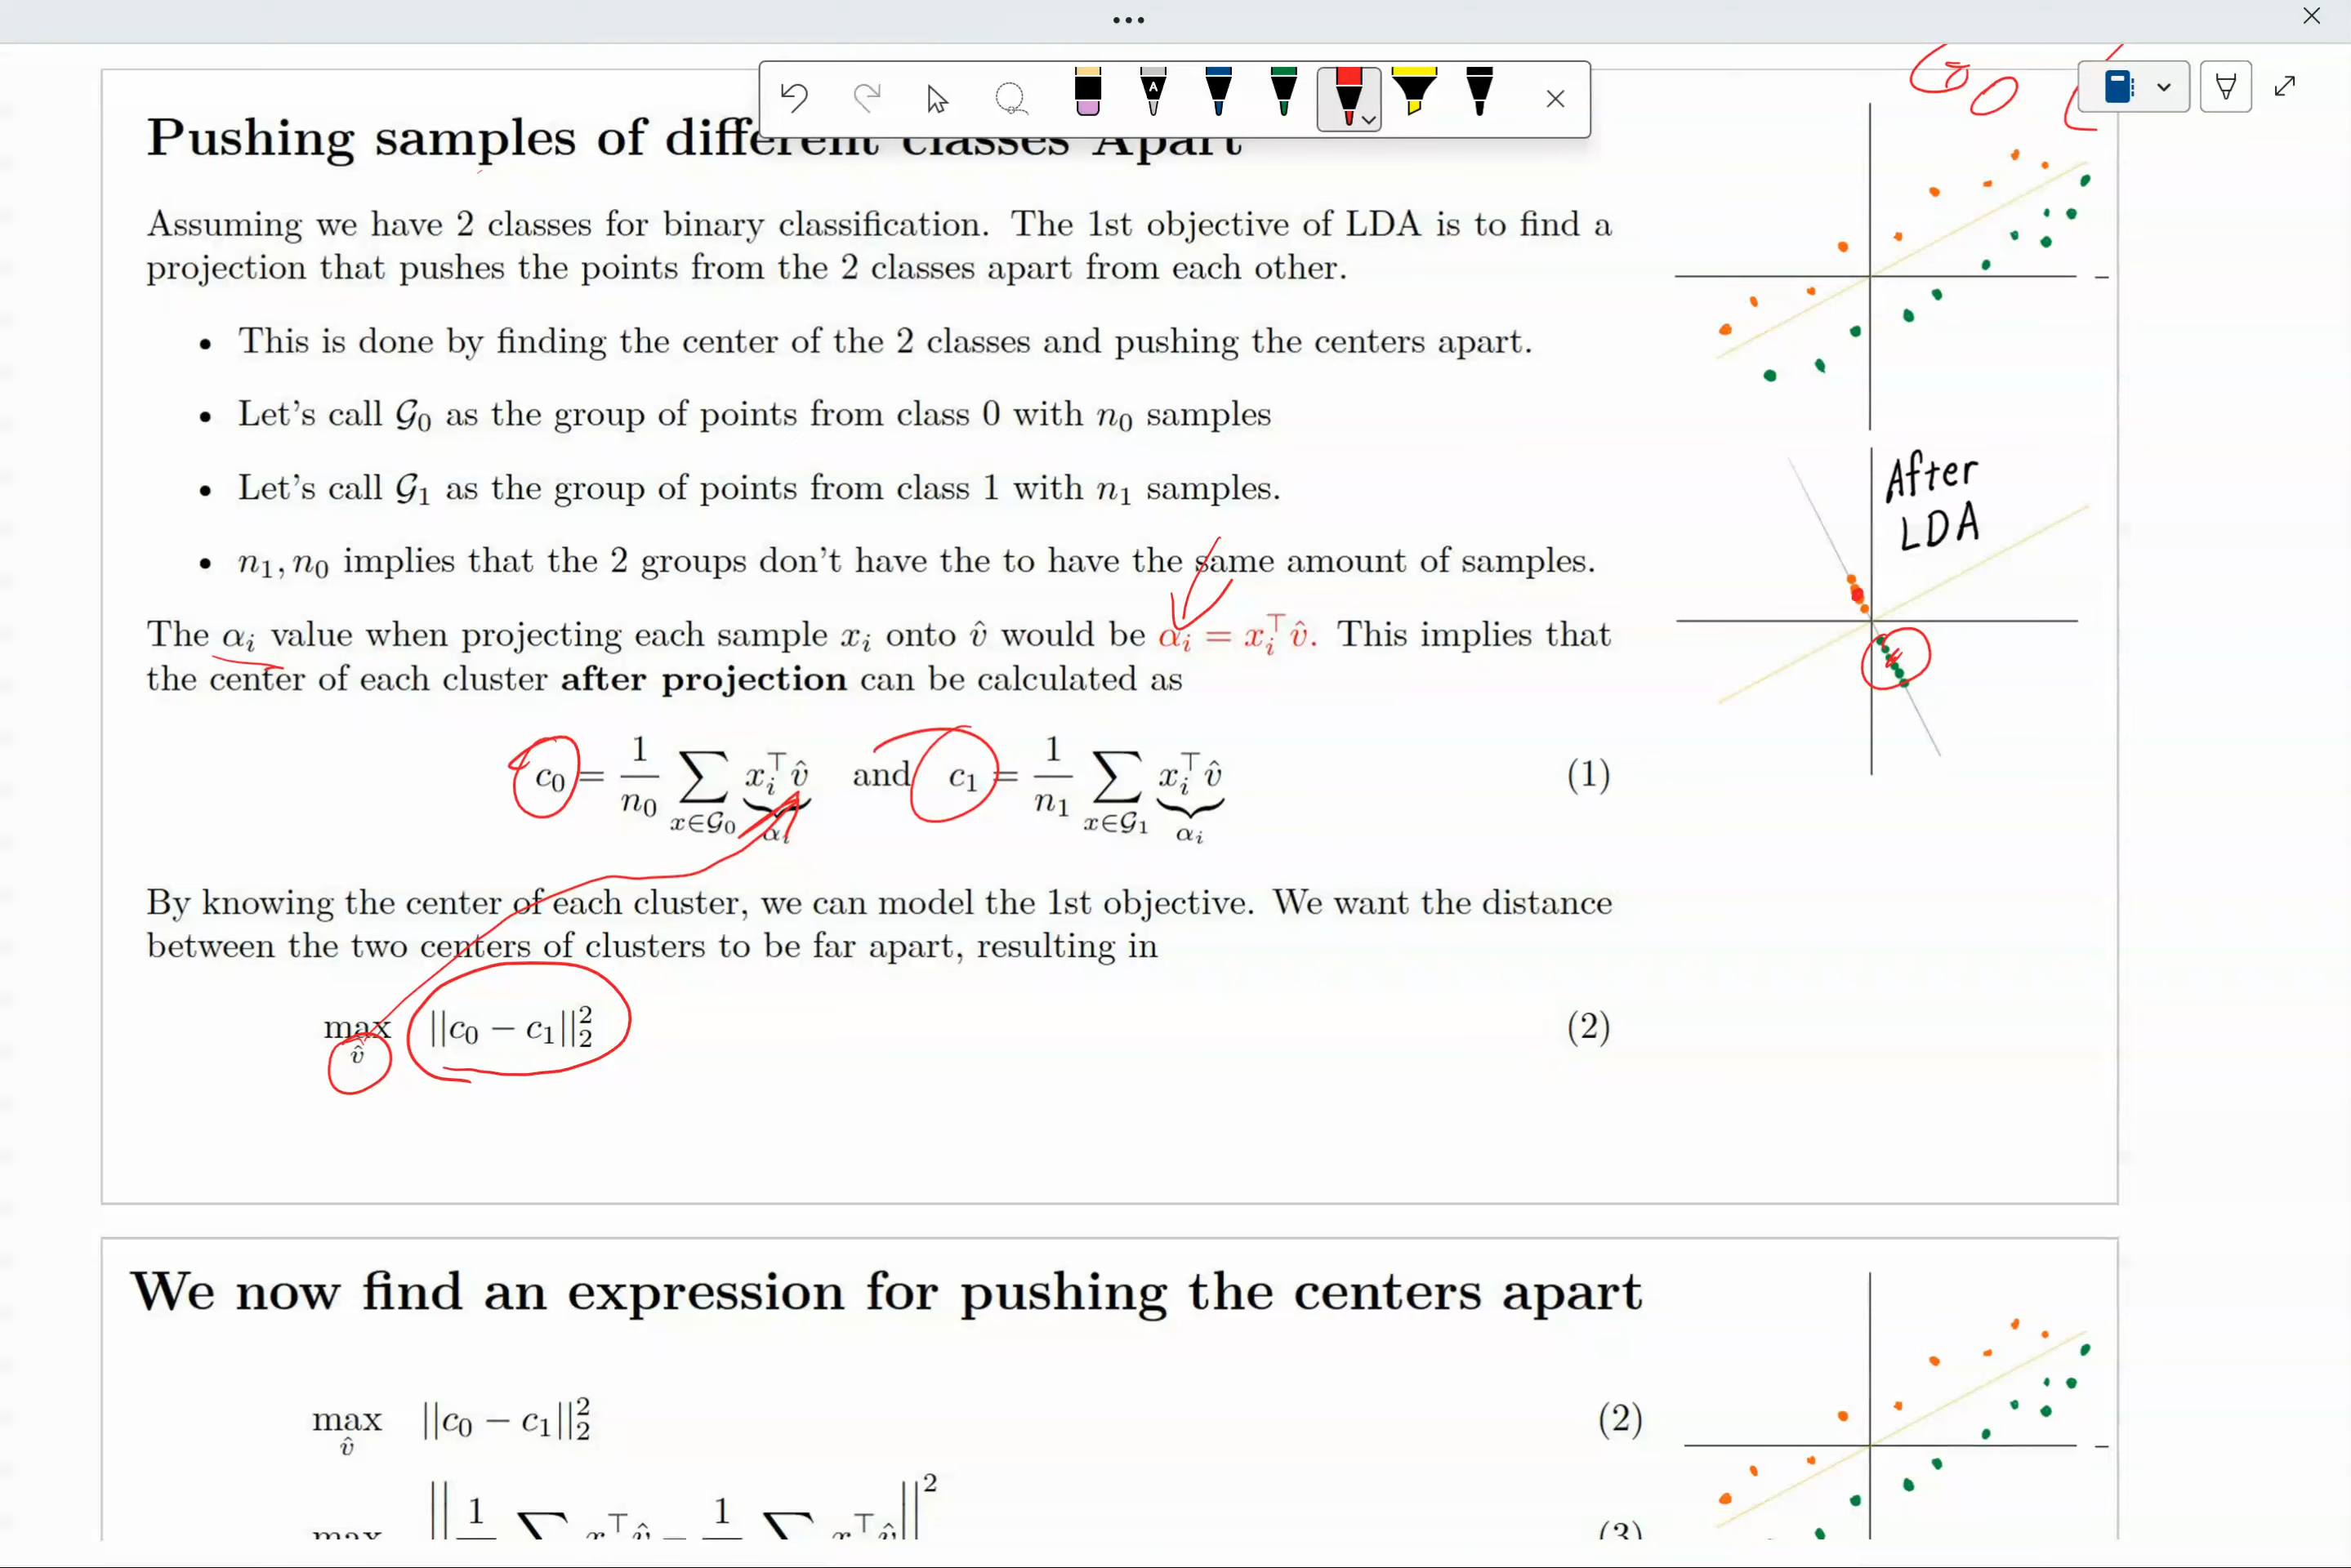 Pushing samples of different classes Apart
Assuming we have 2 classes for binary classification. The 1st objective of LDA is to find a
projection that pushes the points from the 2 classes apart from each other.
• This is done by finding the center of the 2 classes and pushing the centers apart.
• Let's call 𝒢₀ as the group of points from class 0 with n₀ samples
• Let's call 𝒢₁ as the group of points from class 1 with n₁ samples.
• n₁, n₀ implies that the 2 groups don't have the to have the same amount of samples.
The αᵢ value when projecting each sample xᵢ onto v̂ would be αᵢ = xᵢ^⊤ v̂. This implies that
the center of each cluster after projection can be calculated as
c₀ = 1/n₀ ∑_{x∈𝒢₀} xᵢ^⊤ v̂ (αᵢ) and c₁ = 1/n₁ ∑_{x∈𝒢₁} xᵢ^⊤ v̂ (αᵢ) (1)
By knowing the center of each cluster, we can model the 1st objective. We want the distance
between the two centers of clusters to be far apart, resulting in
max_v̂ ||c₀ − c₁||₂² (2)
After
LDA
We now find an expression for pushing the centers apart
max_v̂ ||c₀ − c₁||₂² (2)
max || 1 ∑ x^⊤ v̂ − 1 ∑ x^⊤ v̂ ||² (3)